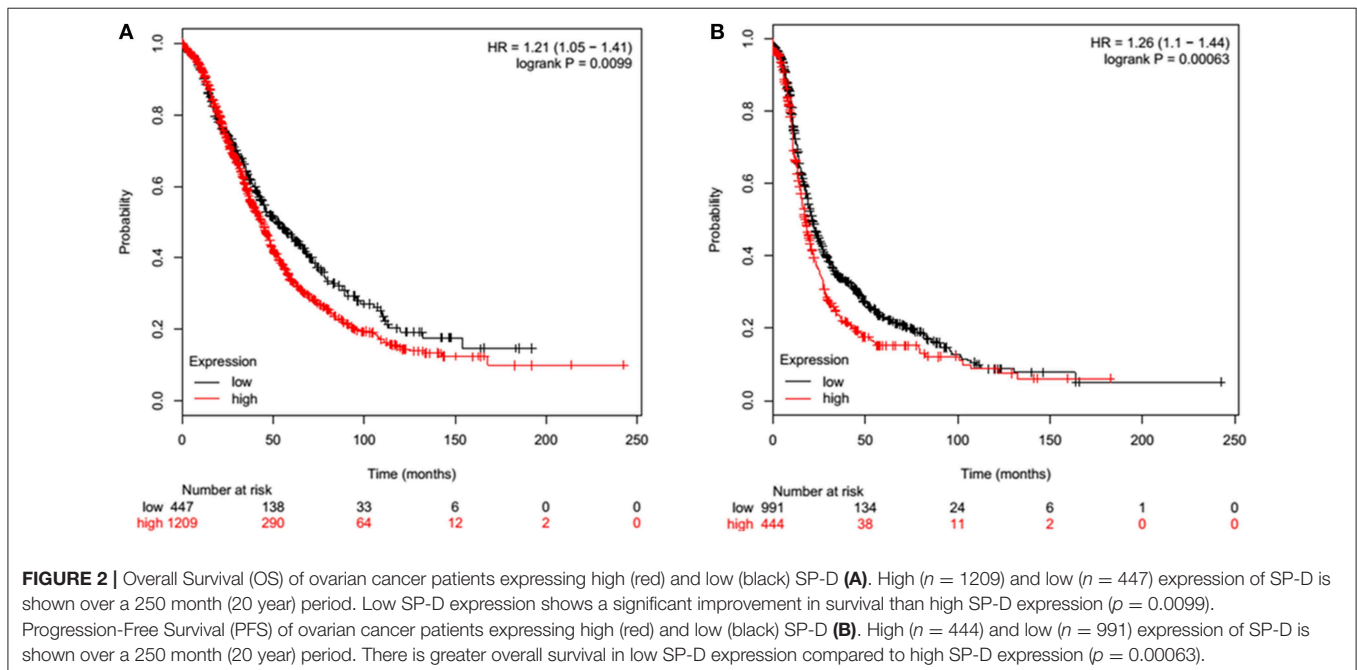 A
HR = 1.21 (1.05 − 1.41)
logrank P = 0.0099
Probability
1.0
0.8
0.6
0.4
0.2
0.0
Expression
low
high
0 50 100 150 200 250
Time (months)
Number at risk
low 447 138 33 6 0 0
high 1209 290 64 12 2 0
B
HR = 1.26 (1.1 − 1.44)
logrank P = 0.00063
Probability
1.0
0.8
0.6
0.4
0.2
0.0
Expression
low
high
0 50 100 150 200 250
Time (months)
Number at risk
low 991 134 24 6 1 0
high 444 38 11 2 0 0
FIGURE 2 | Overall Survival (OS) of ovarian cancer patients expressing high (red) and low (black) SP-D (A). High (n = 1209) and low (n = 447) expression of SP-D is
shown over a 250 month (20 year) period. Low SP-D expression shows a significant improvement in survival than high SP-D expression (p = 0.0099).
Progression-Free Survival (PFS) of ovarian cancer patients expressing high (red) and low (black) SP-D (B). High (n = 444) and low (n = 991) expression of SP-D is
shown over a 250 month (20 year) period. There is greater overall survival in low SP-D expression compared to high SP-D expression (p = 0.00063).